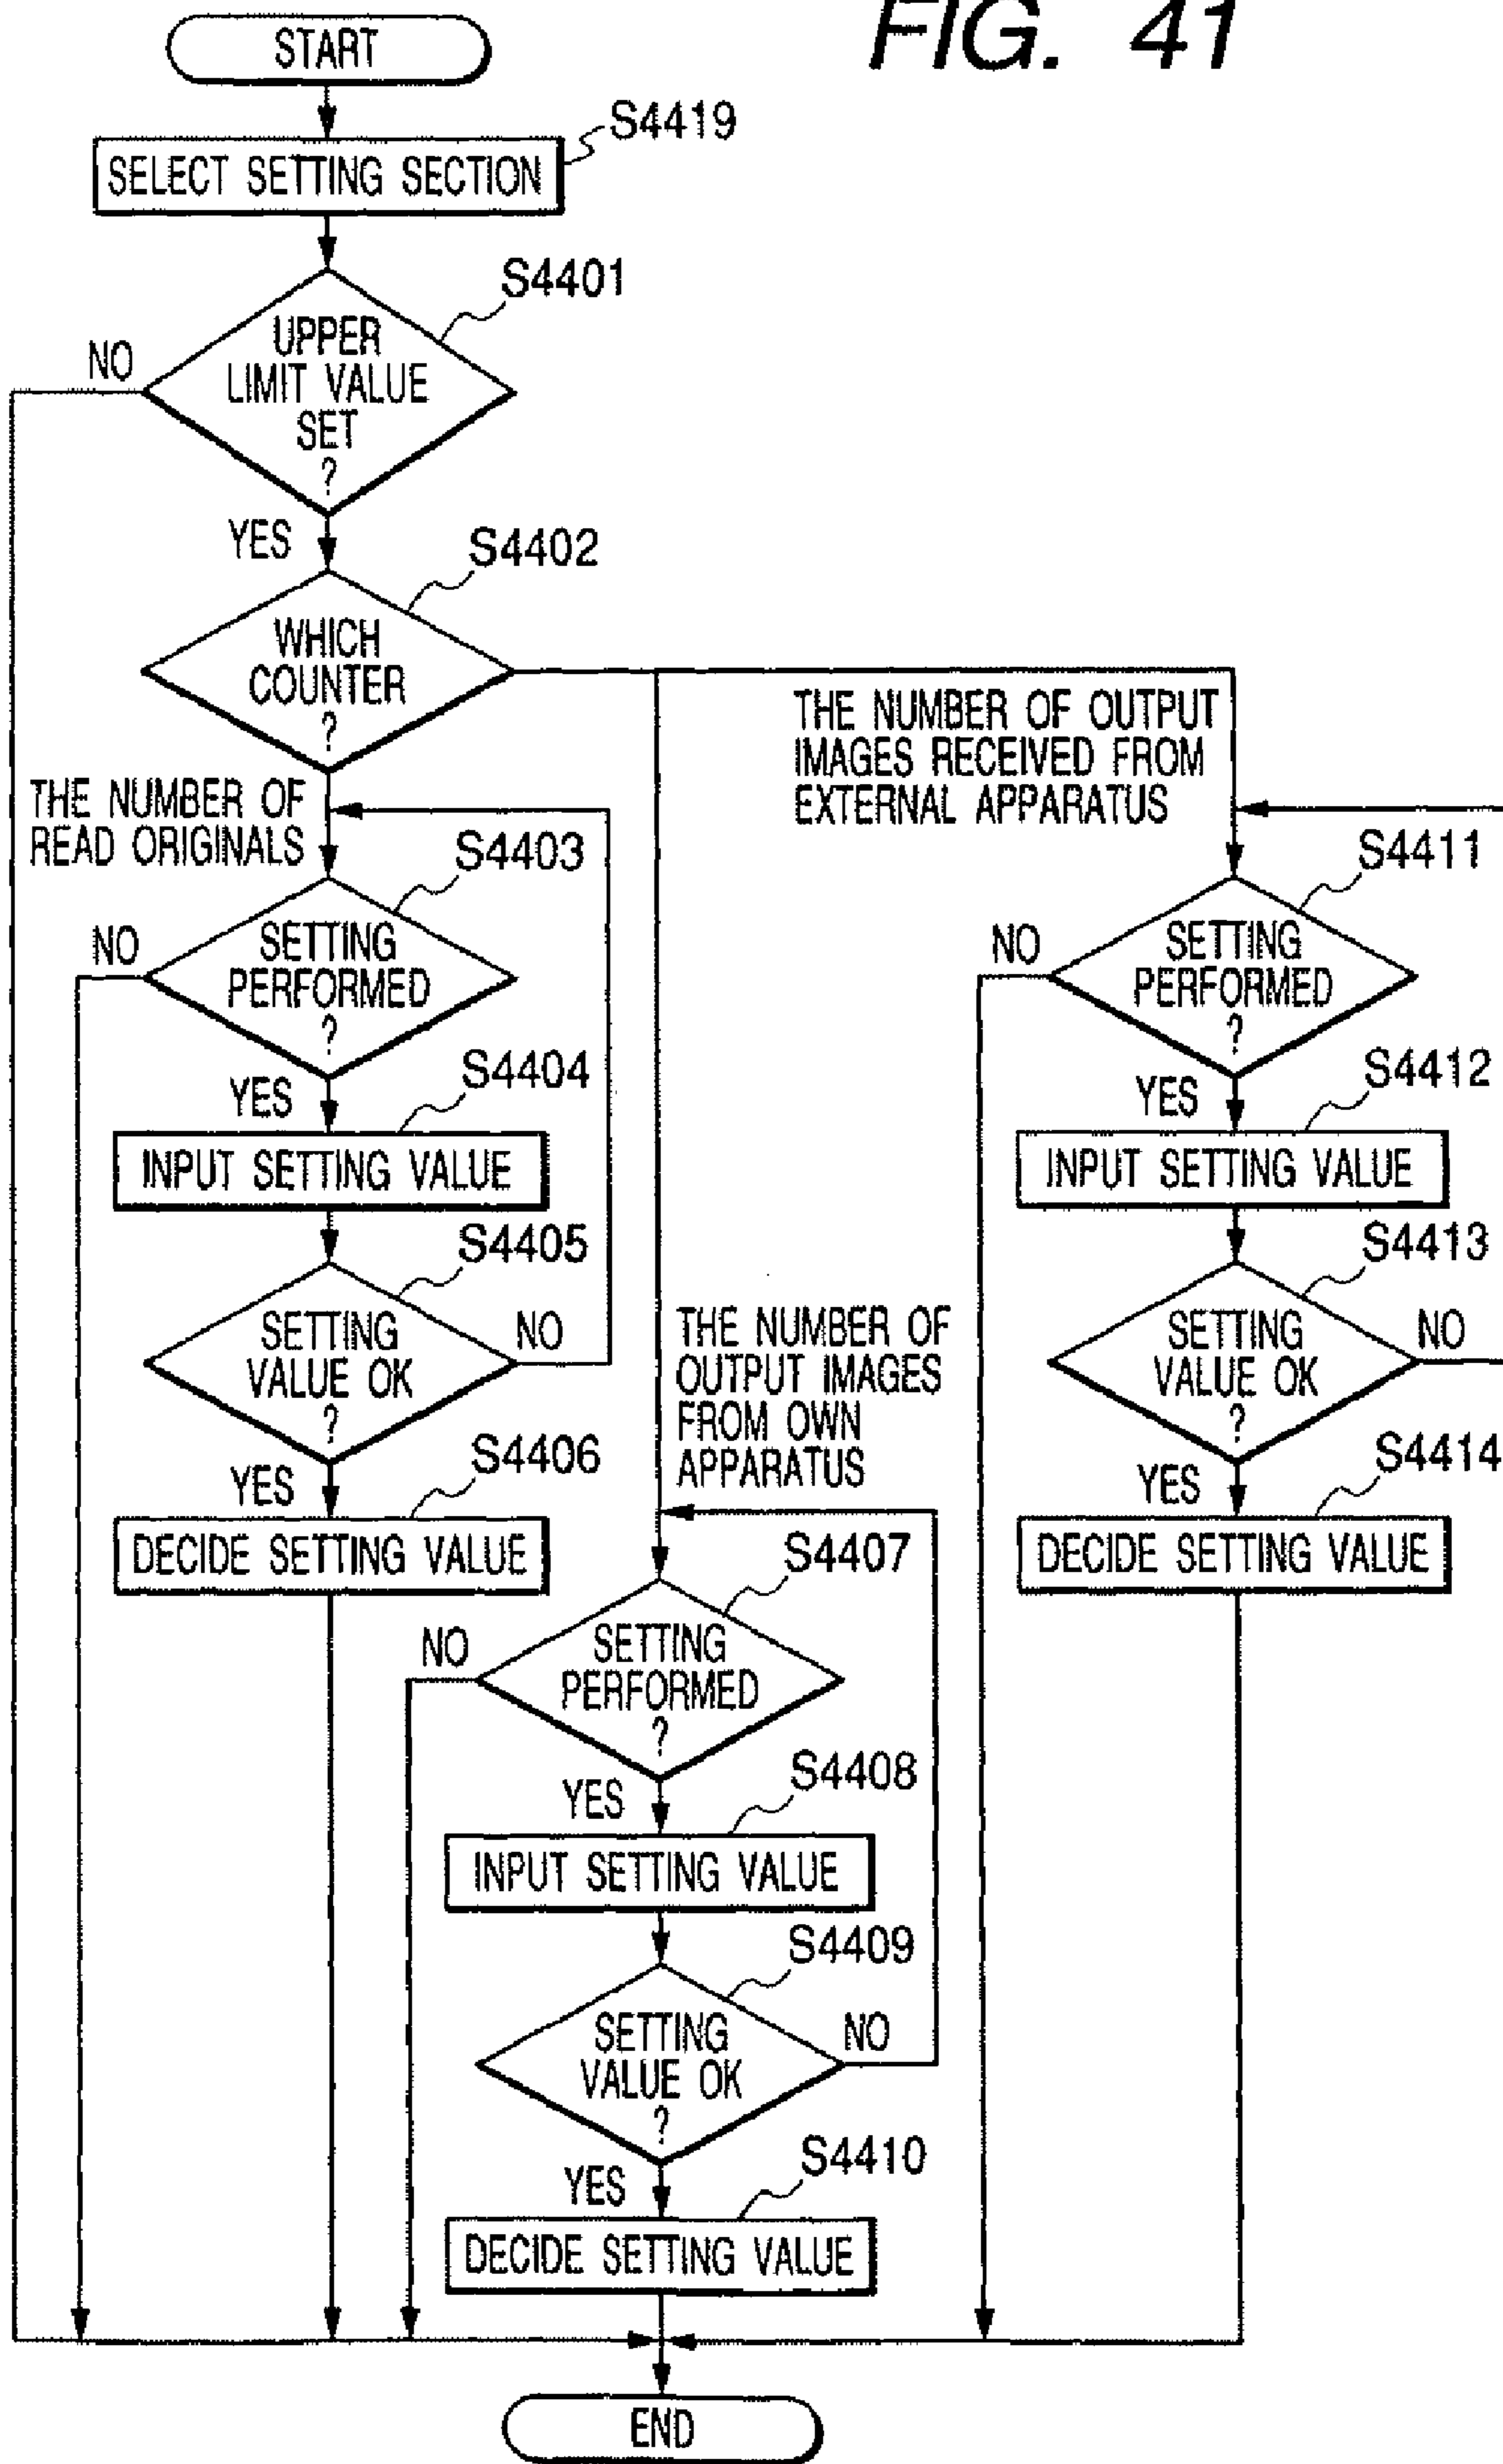 FIG. 41
START
S4419
SELECT SETTING SECTION
S4401
UPPER
LIMIT VALUE
SET
?
NO
YES
S4402
WHICH
COUNTER
?
THE NUMBER OF
READ ORIGINALS
THE NUMBER OF OUTPUT
IMAGES RECEIVED FROM
EXTERNAL APPARATUS
S4403
SETTING
PERFORMED
?
NO
YES
S4404
INPUT SETTING VALUE
S4405
SETTING
VALUE OK
?
NO
YES
S4406
DECIDE SETTING VALUE
THE NUMBER OF
OUTPUT IMAGES
FROM OWN
APPARATUS
S4407
SETTING
PERFORMED
?
NO
YES
S4408
INPUT SETTING VALUE
S4409
SETTING
VALUE OK
?
NO
YES
S4410
DECIDE SETTING VALUE
S4411
SETTING
PERFORMED
?
NO
YES
S4412
INPUT SETTING VALUE
S4413
SETTING
VALUE OK
?
NO
YES
S4414
DECIDE SETTING VALUE
END